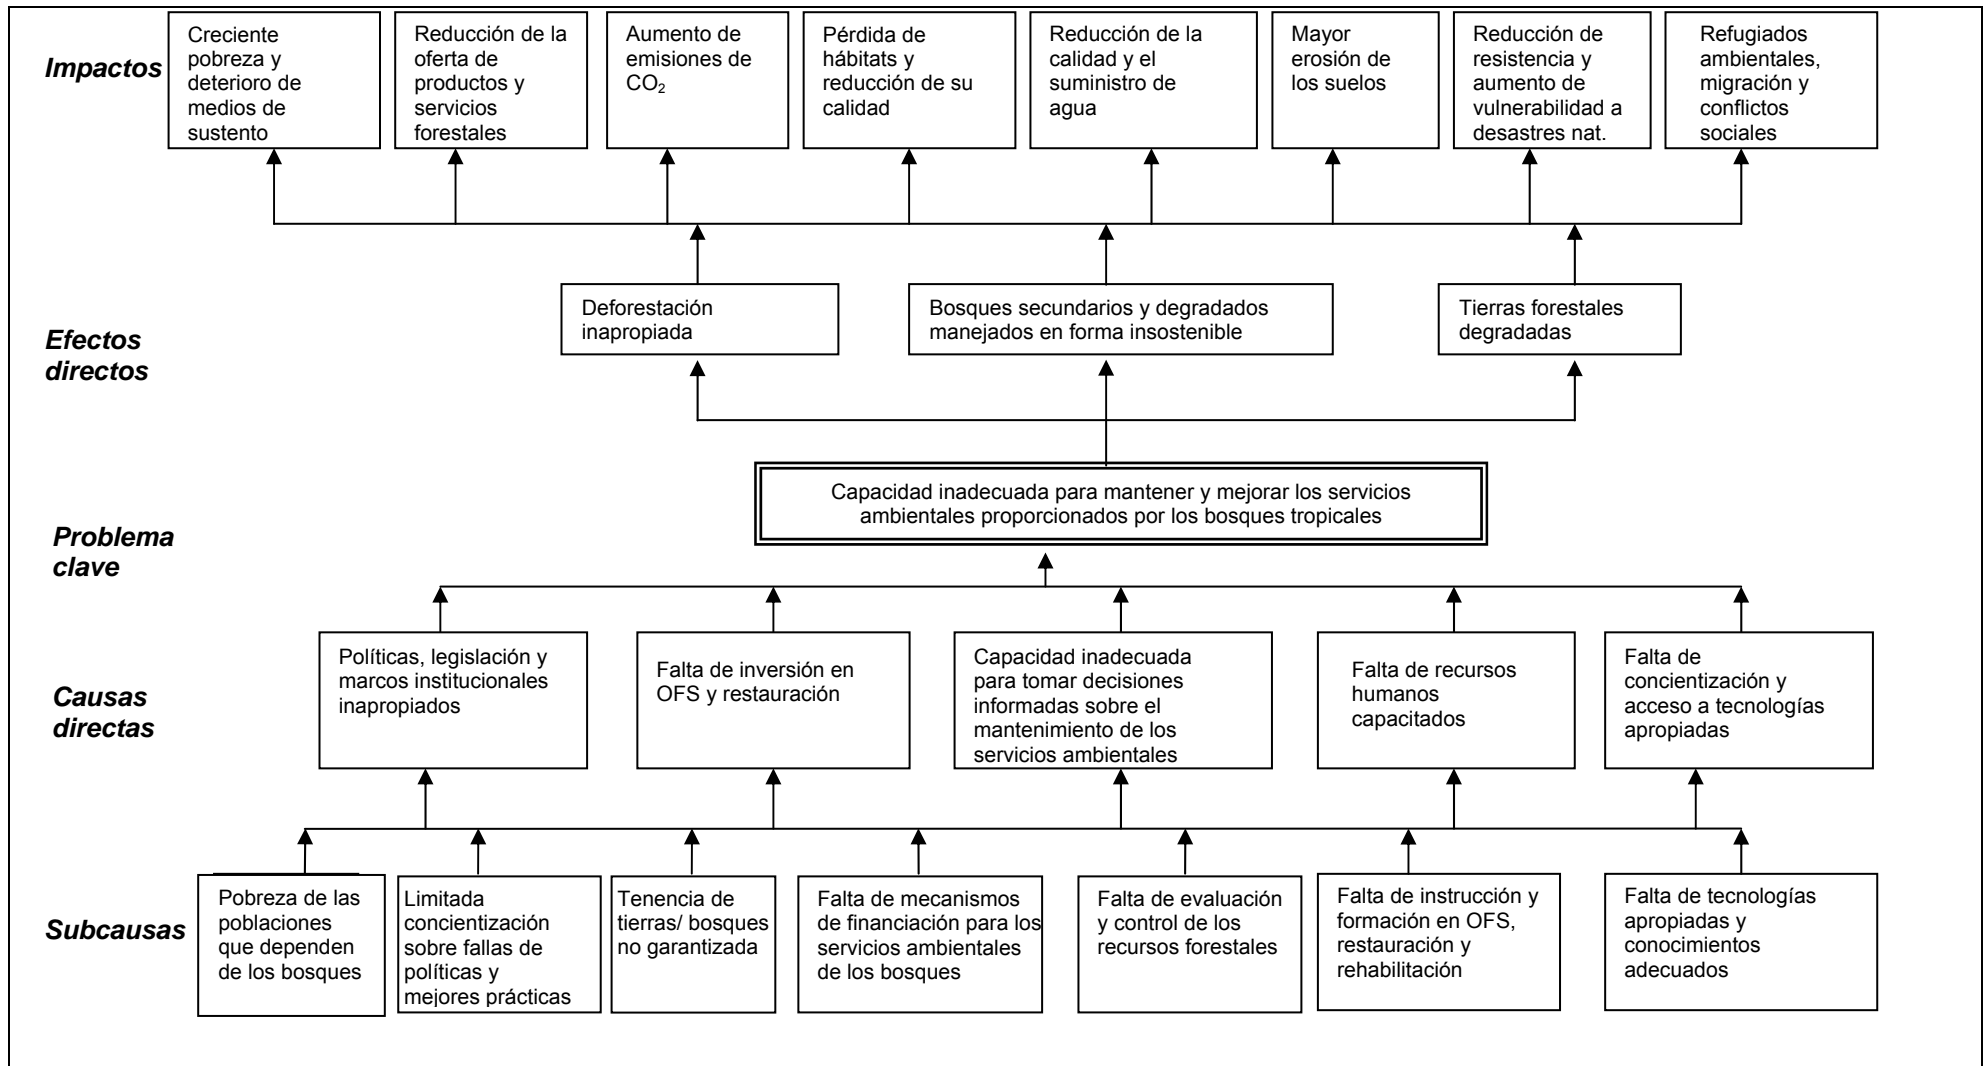 Impactos
Creciente
pobreza y
deterioro de
medios de
sustento
Reducción de la
oferta de
productos y
servicios
forestales
Aumento de
emisiones de
CO₂
Pérdida de
hábitats y
reducción de su
calidad
Reducción de la
calidad y el
suministro de
agua
Mayor
erosión de
los suelos
Reducción de
resistencia y
aumento de
vulnerabilidad a
desastres nat.
Refugiados
ambientales,
migración y
conflictos
sociales
Efectos
directos
Deforestación
inapropiada
Bosques secundarios y degradados
manejados en forma insostenible
Tierras forestales
degradadas
Problema
clave
Capacidad inadecuada para mantener y mejorar los servicios
ambientales proporcionados por los bosques tropicales
Causas
directas
Políticas, legislación y
marcos institucionales
inapropiados
Falta de inversión en
OFS y restauración
Capacidad inadecuada
para tomar decisiones
informadas sobre el
mantenimiento de los
servicios ambientales
Falta de recursos
humanos
capacitados
Falta de
concientización y
acceso a tecnologías
apropiadas
Subcausas
Pobreza de las
poblaciones
que dependen
de los bosques
Limitada
concientización
sobre fallas de
políticas y
mejores prácticas
Tenencia de
tierras/ bosques
no garantizada
Falta de mecanismos
de financiación para los
servicios ambientales
de los bosques
Falta de evaluación
y control de los
recursos forestales
Falta de instrucción y
formación en OFS,
restauración y
rehabilitación
Falta de tecnologías
apropiadas y
conocimientos
adecuados